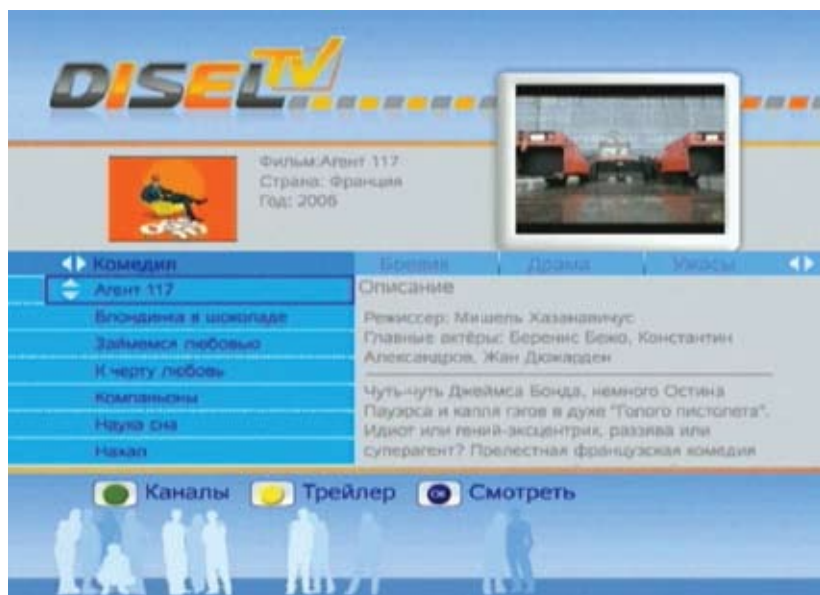 DISEL TV
Фильм:Агент 117
Страна: Франция
Год: 2006
Комедия
Боевик
Драма
Ужасы
Агент 117
Блондинка в шоколаде
Займемся любовью
К черту любовь
Компаньоны
Наука сна
Нахал
Описание
Режиссер: Мишель Хазанавичус
Главные актёры: Беренис Бежо, Константин
Александров, Жан Дюжарден
Чуть-чуть Джеймса Бонда, немного Остина
Пауэрса и капля гэгов в духе "Голого пистолета".
Идиот или гений-эксцентрик, раззява или
суперагент? Прелестная французская комедия
Каналы
Трейлер
OK
Смотреть